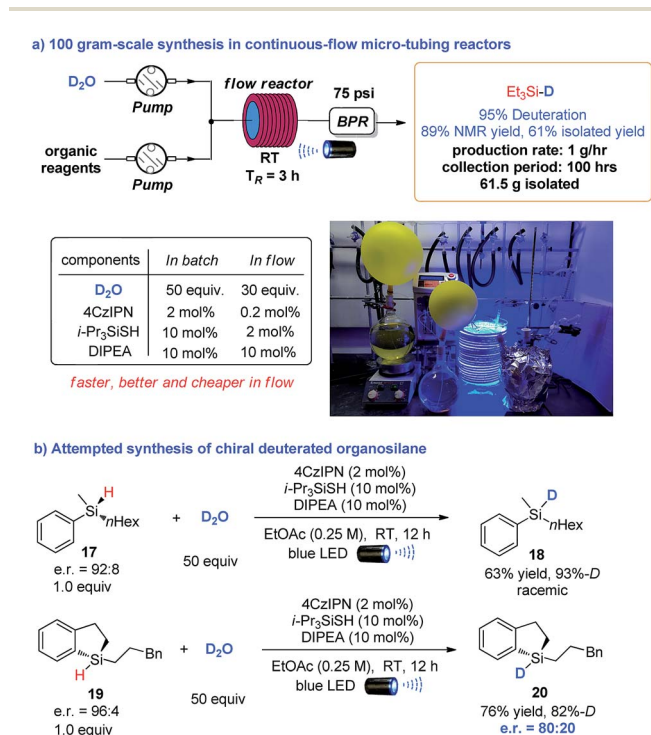 a) 100 gram-scale synthesis in continuous-flow micro-tubing reactors
D2O
Pump
organic
reagents
Pump
flow reactor
RT
TR = 3 h
75 psi
BPR
Et3Si-D
95% Deuteration
89% NMR yield, 61% isolated yield
production rate: 1 g/hr
collection period: 100 hrs
61.5 g isolated
components In batch In flow
D2O 50 equiv. 30 equiv.
4CzIPN 2 mol% 0.2 mol%
i-Pr3SiSH 10 mol% 2 mol%
DIPEA 10 mol% 10 mol%
faster, better and cheaper in flow
b) Attempted synthesis of chiral deuterated organosilane
H
Si
nHex
17
e.r. = 92:8
1.0 equiv
+
D2O
50 equiv
4CzIPN (2 mol%)
i-Pr3SiSH (10 mol%)
DIPEA (10 mol%)
EtOAc (0.25 M), RT, 12 h
blue LED
D
Si
nHex
18
63% yield, 93%-D
racemic
Si
H
Bn
19
e.r. = 96:4
1.0 equiv
+
D2O
50 equiv
4CzIPN (2 mol%)
i-Pr3SiSH (10 mol%)
DIPEA (10 mol%)
EtOAc (0.25 M), RT, 12 h
blue LED
Si
D
Bn
20
76% yield, 82%-D
e.r. = 80:20